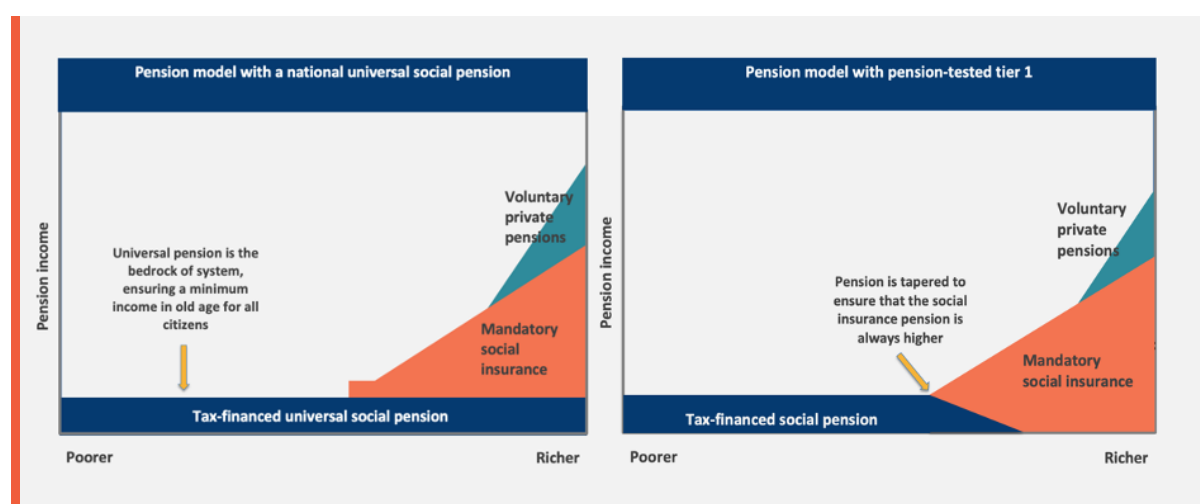 Pension model with a national universal social pension
Pension income
Universal pension is the
bedrock of system,
ensuring a minimum
income in old age for all
citizens
Voluntary
private
pensions
Mandatory
social
insurance
Tax-financed universal social pension
Poorer
Richer
Pension model with pension-tested tier 1
Pension income
Pension is tapered to
ensure that the social
insurance pension is
always higher
Voluntary
private
pensions
Mandatory
social insurance
Tax-financed social pension
Poorer
Richer